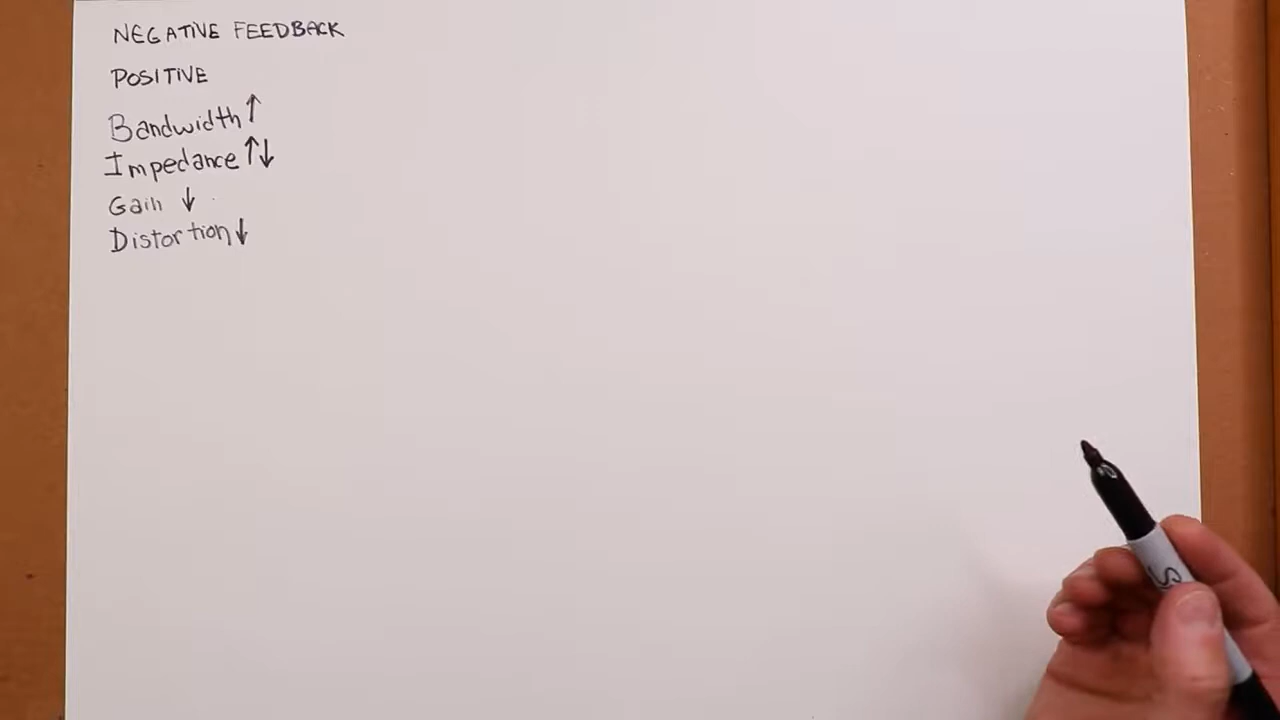 NEGATIVE FEEDBACK
POSITIVE
Bandwidth ↑
Impedance ↑↓
Gain ↓
Distortion ↓